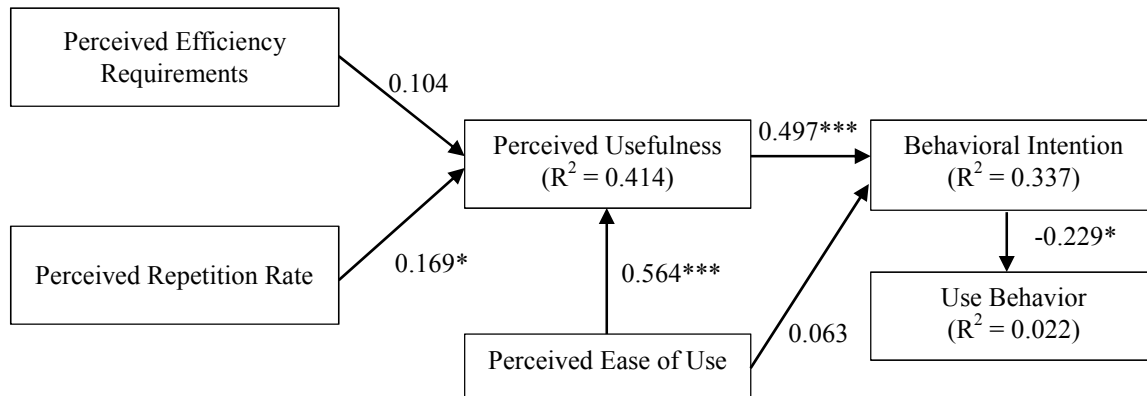 Perceived Efficiency
Requirements
0.104
Perceived Usefulness
(R² = 0.414)
0.497***
Behavioral Intention
(R² = 0.337)
Perceived Repetition Rate
0.169*
0.564***
-0.229*
Use Behavior
(R² = 0.022)
0.063
Perceived Ease of Use